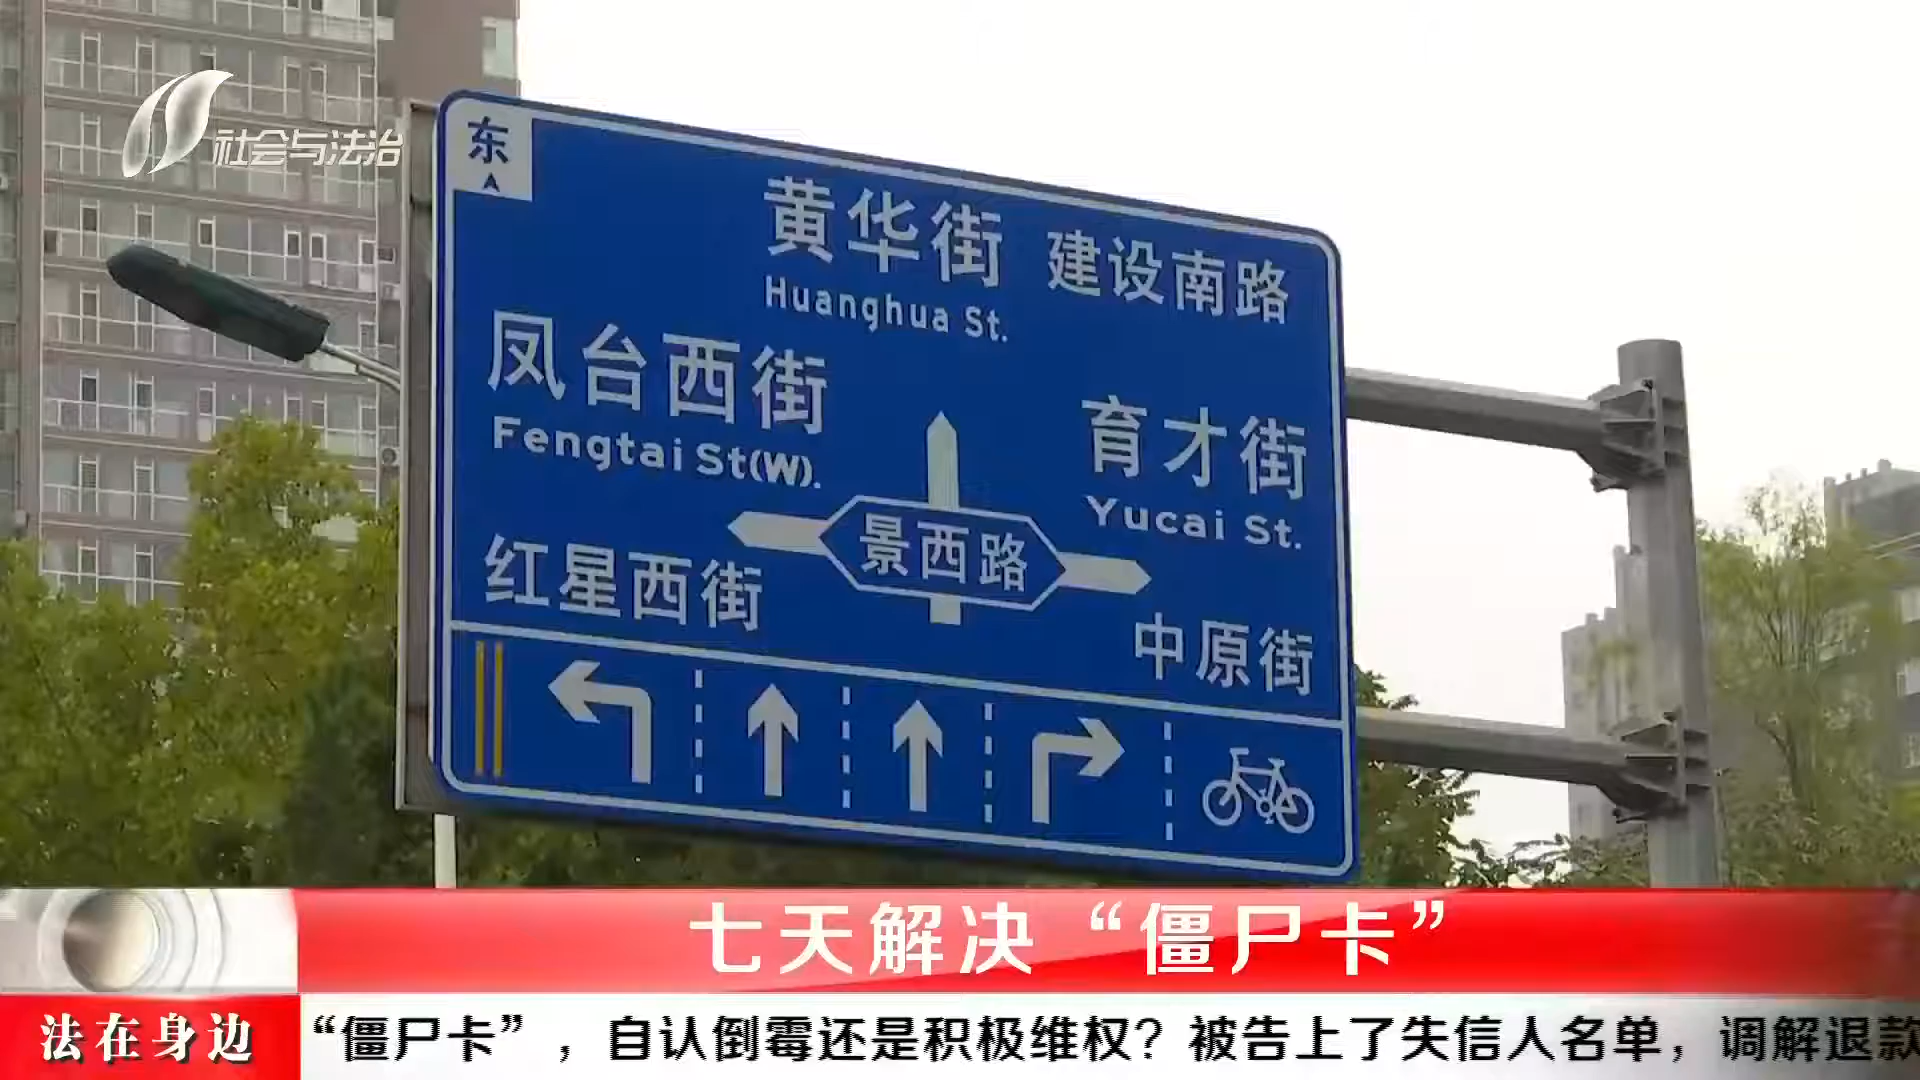 社会与法治
东
黄华街 建设南路
Huanghua St.
凤台西街
Fengtai St(W).
育才街
Yucai St.
景西路
红星西街
中原街
七天解决“僵尸卡”
法在身边
“僵尸卡”，自认倒霉还是积极维权？被告上了失信人名单，调解退款